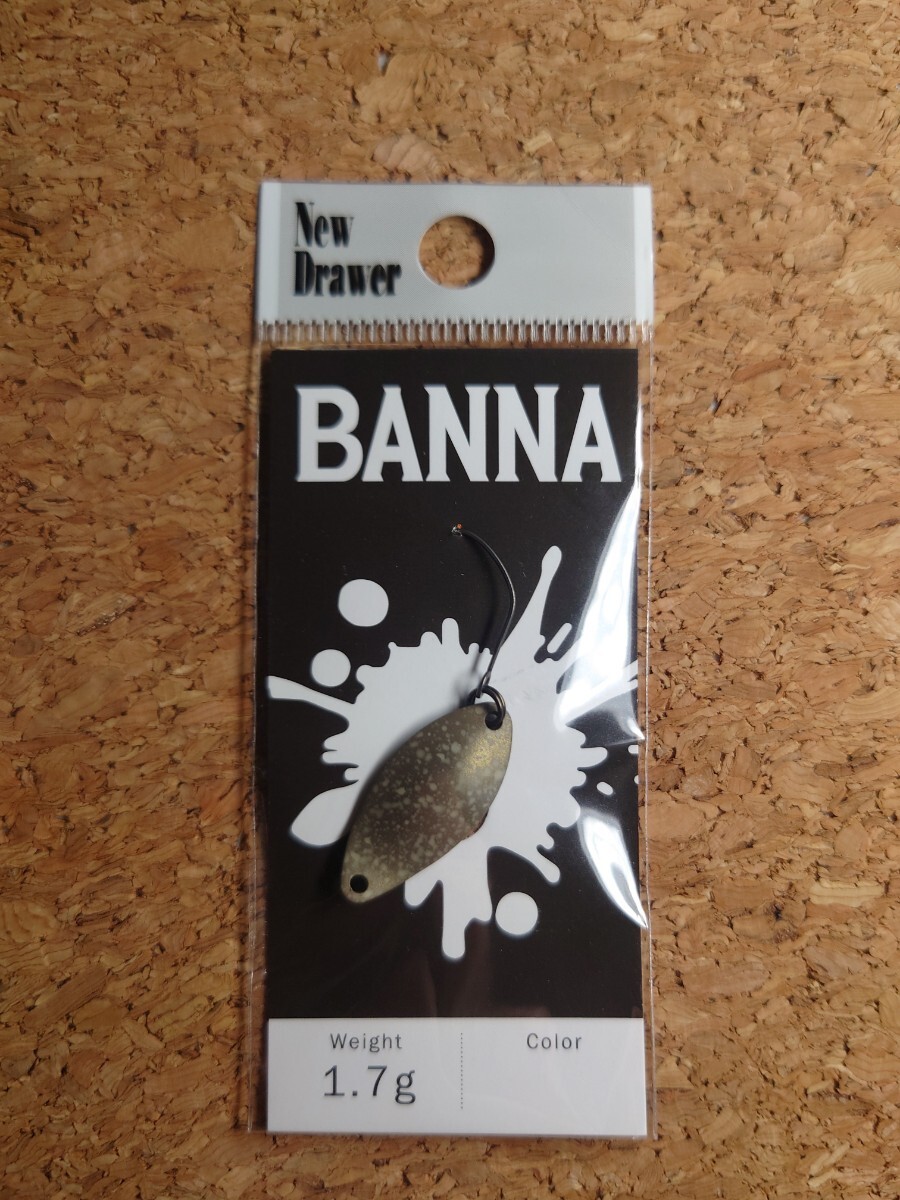 New
Drawer
BANNA
Weight
Color
1.7g